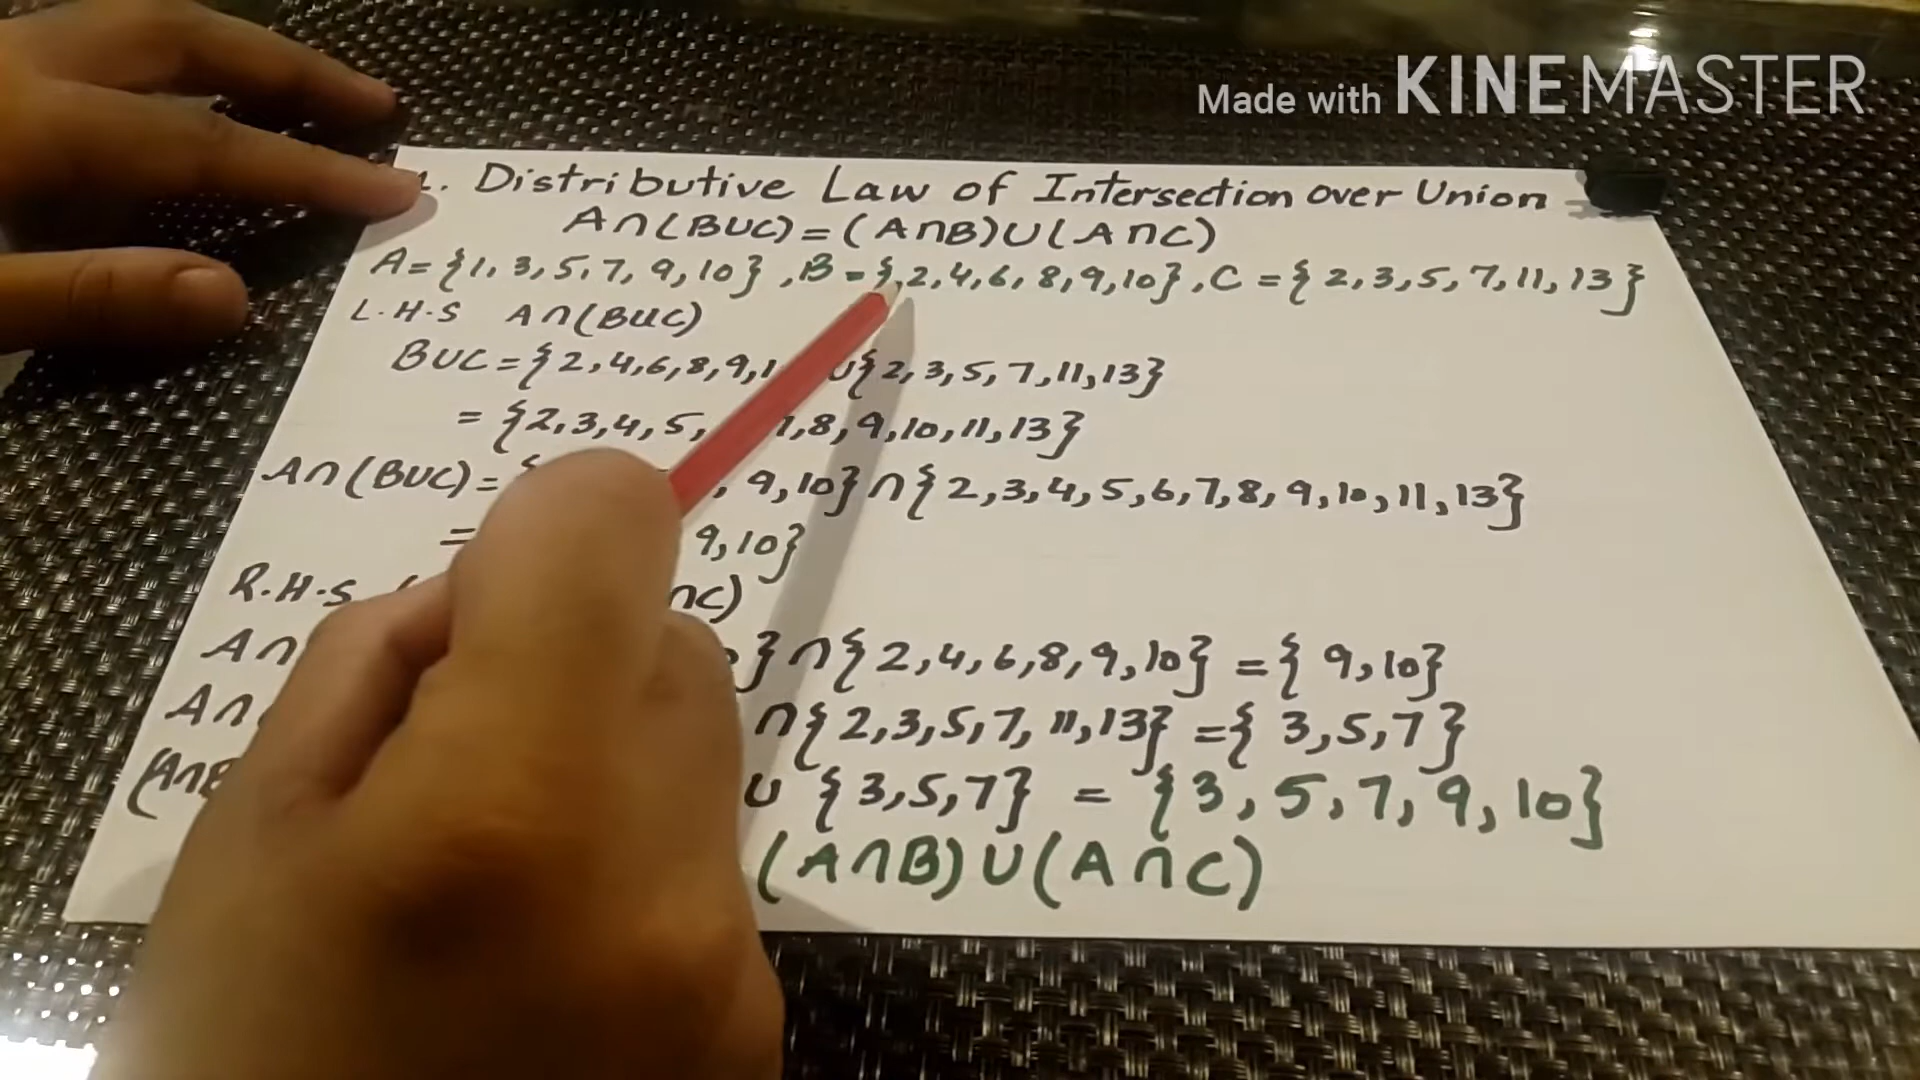 Made with KINEMASTER
1. Distributive Law of Intersection over Union
A∩(B∪C)=(A∩B)∪(A∩C)
A={1,3,5,7,9,10},B={,2,4,6,8,9,10},C={2,3,5,7,11,13}
L.H.S A∩(B∪C)
B∪C={2,4,6,8,9,1 ∪{2,3,5,7,11,13}
={2,3,4,5, ,8,9,10,11,13}
A∩(B∪C)={ , 9,10}∩{2,3,4,5,6,7,8,9,10,11,13}
= 9,10}
R.H.S ( ∩C)
A∩ }∩{2,4,6,8,9,10} ={9,10}
A∩ ∩{2,3,5,7,11,13} ={3,5,7}
(A∩B ∪ {3,5,7} = {3,5,7,9,10}
(A∩B)∪(A∩C)